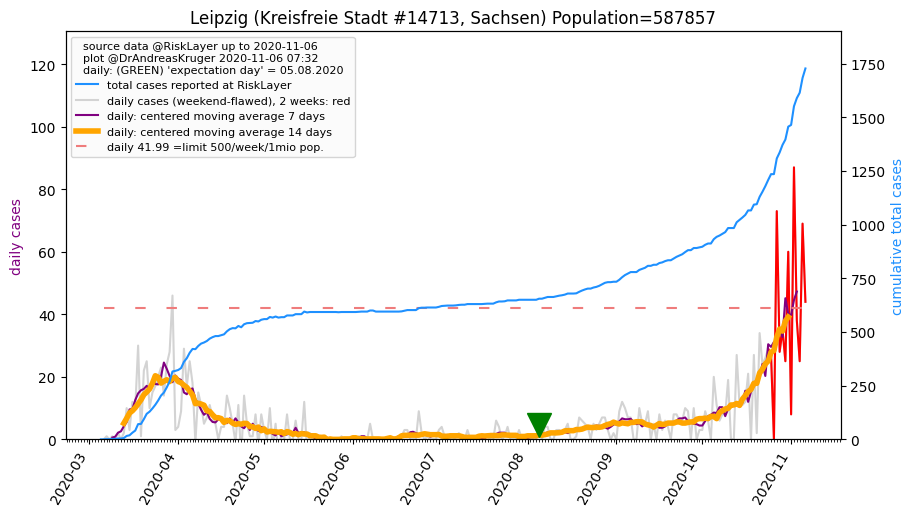 Leipzig (Kreisfreie Stadt #14713, Sachsen) Population=587857
source data @RiskLayer up to 2020-11-06
plot @DrAndreasKruger 2020-11-06 07:32
daily: (GREEN) 'expectation day' = 05.08.2020
total cases reported at RiskLayer
daily cases (weekend-flawed), 2 weeks: red
daily: centered moving average 7 days
daily: centered moving average 14 days
daily 41.99 =limit 500/week/1mio pop.
daily cases
120
100
80
60
40
20
0
cumulative total cases
1750
1500
1250
1000
750
500
250
0
2020-03
2020-04
2020-05
2020-06
2020-07
2020-08
2020-09
2020-10
2020-11